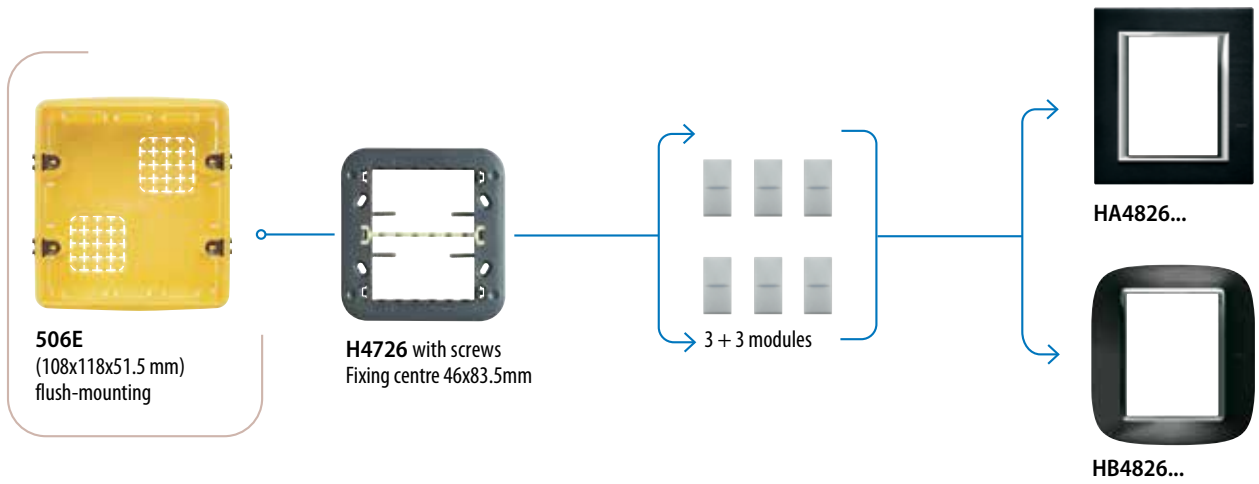 506E
(108x118x51.5 mm)
flush-mounting
H4726 with screws
Fixing centre 46x83.5mm
3 + 3 modules
HA4826...
HB4826...